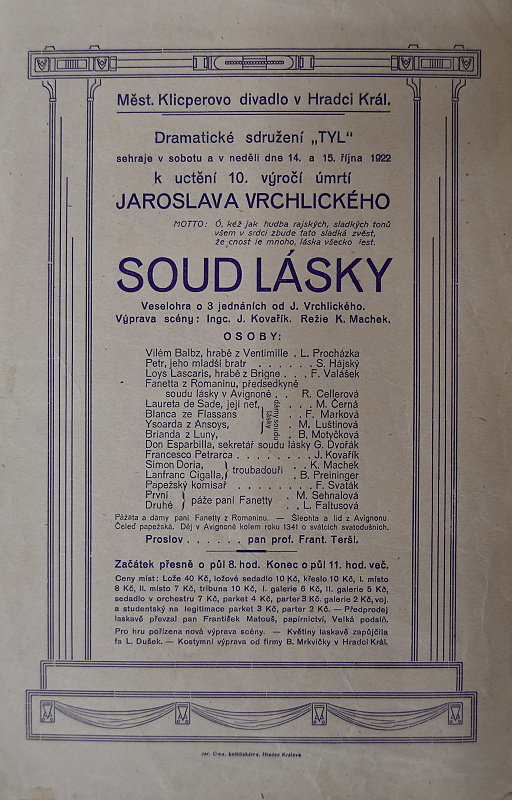 Měst. Klicperovo divadlo v Hradci Král.
Dramatické sdružení „TYL"
sehraje v sobotu a v neděli dne 14. a 15. října 1922
k uctění 10. výročí úmrtí
JAROSLAVA VRCHLICKÉHO
MOTTO: Ó, kéž jak hudba rajských, sladkých tonů
všem v srdci zbude tato sladká zvěst,
že cnost je mnoho, láska všecko jest.
SOUD LÁSKY
Veselohra o 3 jednáních od J. Vrchlického.
Výprava scény: Ingc. J. Kovařík. Režie K. Machek.
OSOBY:
Vilém Balbz, hrabě z Ventimille . L. Procházka
Petr, jeho mladší bratr . . . . . . S. Hájský
Loys Lascaris, hrabě z Brigne . . . F. Valášek
Fanetta z Romaninu, předsedkyně
soudu lásky v Avignoně . . R. Cellerová
Laureta de Sade, její neť, . . M. Černá
Blanca ze Flassans . . F. Marková
Ysoarda z Ansoys, . . M. Luštinová
Brianda z Luny, . . B. Motyčková
dámy soudu lásky
Don Esparbilla, sekretář soudu lásky G. Dvořák
Francesco Petrarca . . . . . . . . J. Kovařík
Simon Doria, . . K. Machek
Lanfranc Cigalla, . B. Preininger
troubadouři
Papežský komisař . . . . . . . . F. Svaták
První . . M. Sehnalová
Druhé . . L. Faltusová
páže paní Fanetty
Pážata a dámy paní Fanetty z Romaninu. — Šlechta a lid z Avignonu.
Čeleď papežská. Děj v Avignoně kolem roku 1341 o svátcích svatodušních.
Proslov . . . . . . pan prof. Frant. Teršl.
Začátek přesně o půl 8. hod. Konec o půl 11. hod. več.
Ceny míst: Lože 40 Kč, ložové sedadlo 10 Kč, křeslo 10 Kč, I. místo
8 Kč, II. místo 7 Kč, tribuna 10 Kč, I. galerie 6 Kč, II. galerie 5 Kč,
sedadlo v orchestru 7 Kč, parket 4 Kč, parter 3 Kč. galerie 2 Kč, voj.
a studentský na legitimace parket 3 Kč, parter 2 Kč. — Předprodej
laskavě převzal pan František Matouš, papírnictví, Velká podsíň.
Pro hru pořízena nová výprava scény. — Květiny laskavě zapůjčila
fa L. Dušek. — Kostymní výprava od firmy B. Mrkvičky v Hradci Král.
knihtiskárna, Hradec Králové